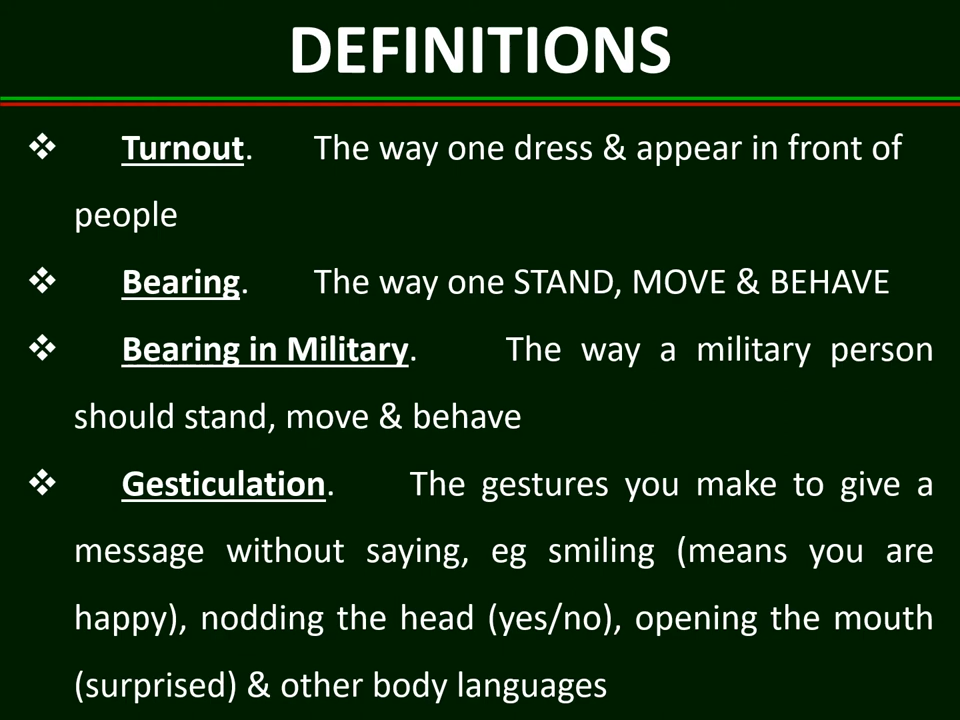 DEFINITIONS
❖ Turnout. The way one dress & appear in front of
people
❖ Bearing. The way one STAND, MOVE & BEHAVE
❖ Bearing in Military. The way a military person
should stand, move & behave
❖ Gesticulation. The gestures you make to give a
message without saying, eg smiling (means you are
happy), nodding the head (yes/no), opening the mouth
(surprised) & other body languages